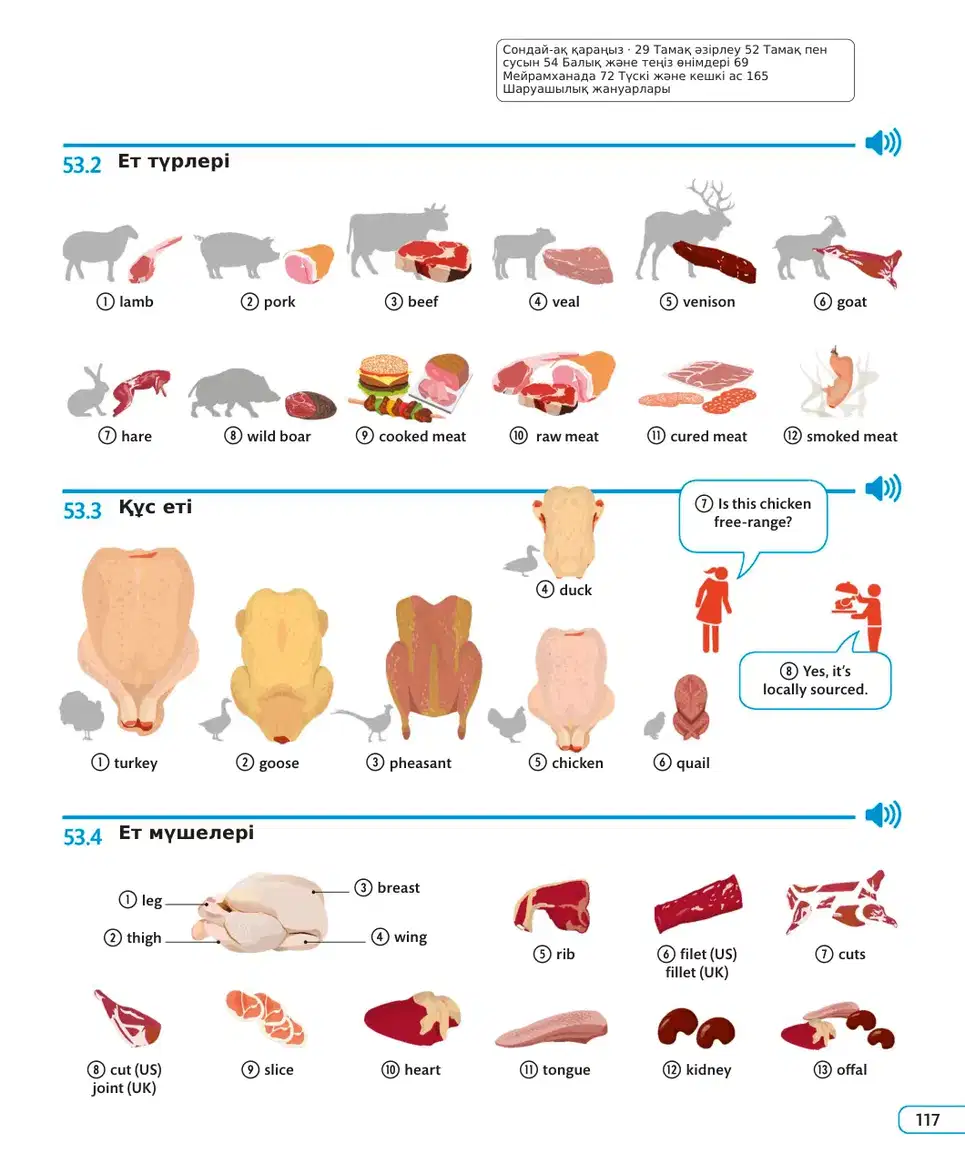 Сондай-ақ қараңыз · 29 Тамақ әзірлеу 52 Тамақ пен
сусын 54 Балық және теңіз өнімдері 69
Мейрамханада 72 Түскі және кешкі ас 165
Шаруашылық жануарлары
53.2 Ет түрлері
1 lamb
2 pork
3 beef
4 veal
5 venison
6 goat
7 hare
8 wild boar
9 cooked meat
10 raw meat
11 cured meat
12 smoked meat
53.3 Құс еті
7 Is this chicken
free-range?
4 duck
8 Yes, it's
locally sourced.
1 turkey
2 goose
3 pheasant
5 chicken
6 quail
53.4 Ет мүшелері
1 leg
2 thigh
3 breast
4 wing
5 rib
6 filet (US)
fillet (UK)
7 cuts
8 cut (US)
joint (UK)
9 slice
10 heart
11 tongue
12 kidney
13 offal
117